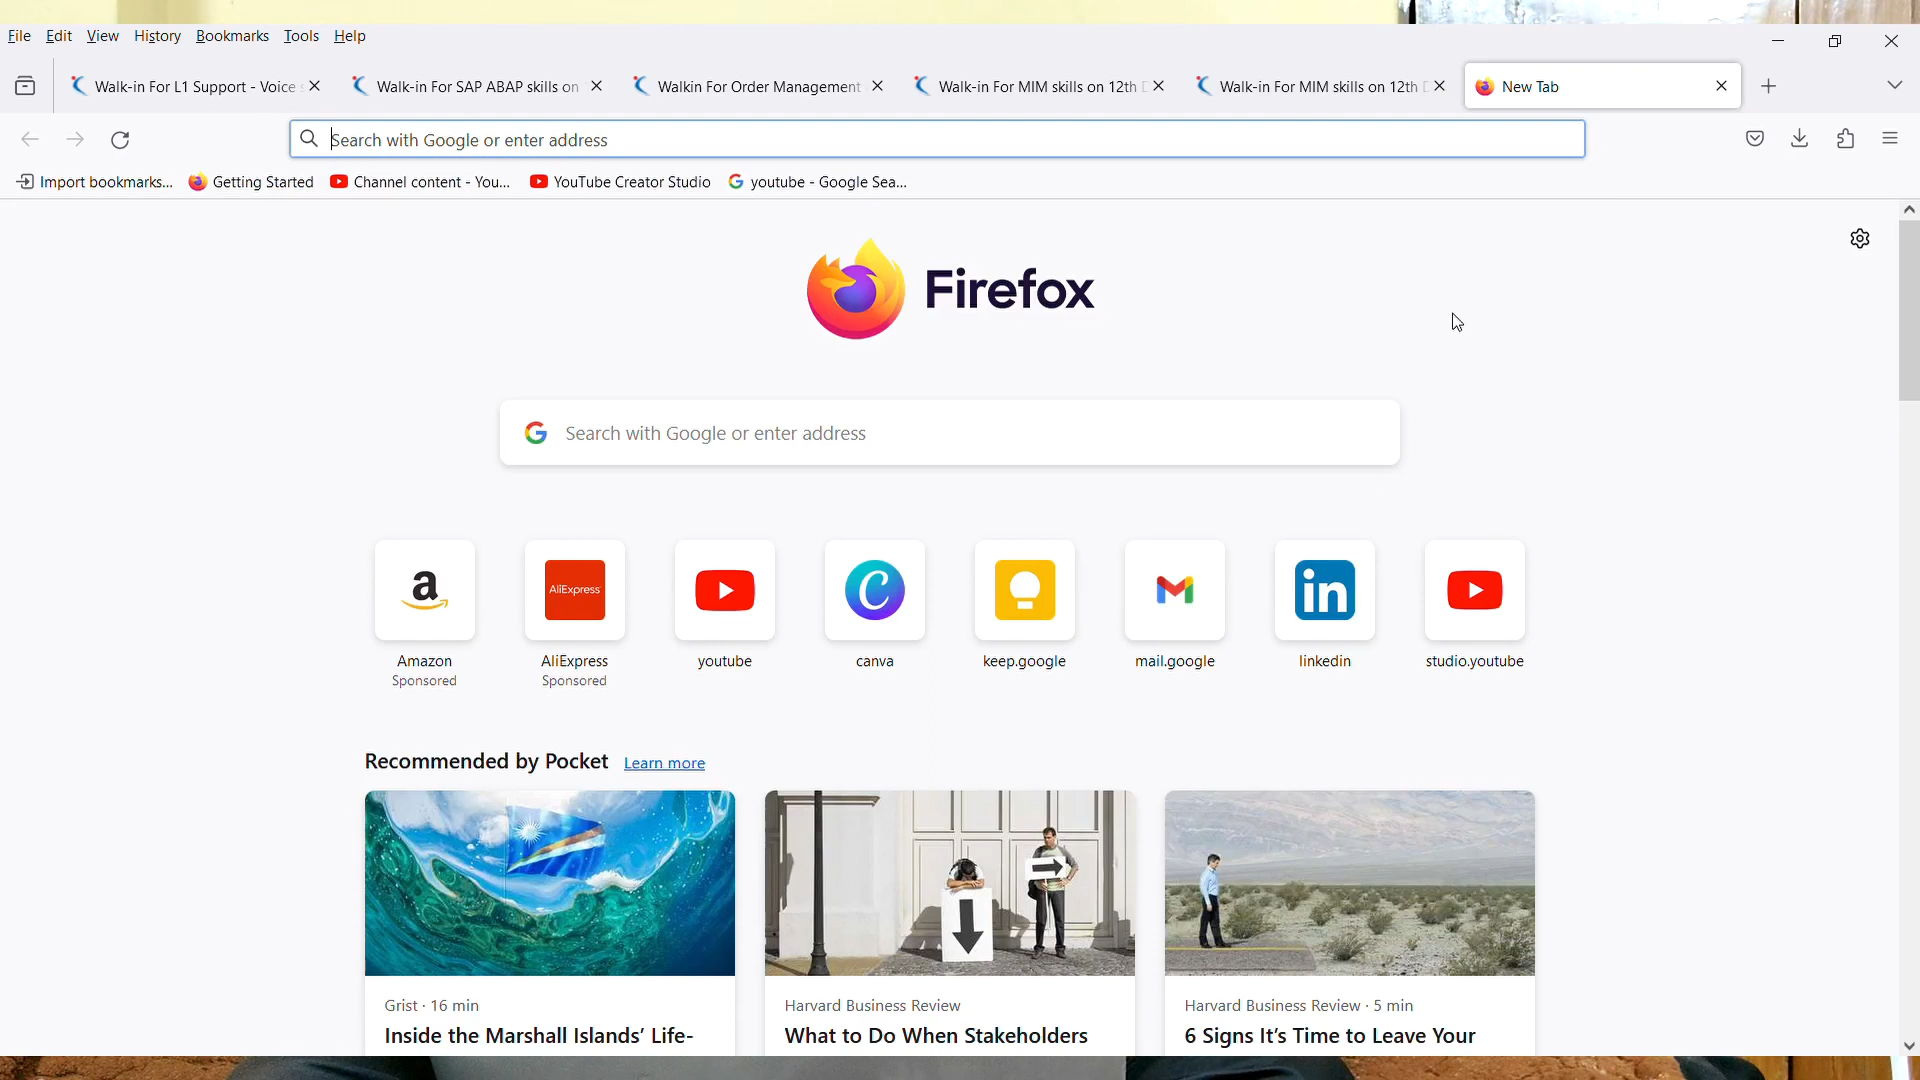 File Edit View History Bookmarks Tools Help
Walk-in For L1 Support - Voice Walk-in For SAP ABAP skills on Walkin For Order Management Walk-in For MIM skills on 12th Walk-in For MIM skills on 12th New Tab
Search with Google or enter address
Import bookmarks... Getting Started Channel content - You... YouTube Creator Studio youtube - Google Sea...
Firefox
Search with Google or enter address
a AliExpress C in
Amazon AliExpress youtube canva keep.google mail.google linkedin studio.youtube
Sponsored Sponsored
Recommended by Pocket Learn more
Grist · 16 min
Inside the Marshall Islands’ Life-
Harvard Business Review
What to Do When Stakeholders
Harvard Business Review · 5 min
6 Signs It’s Time to Leave Your